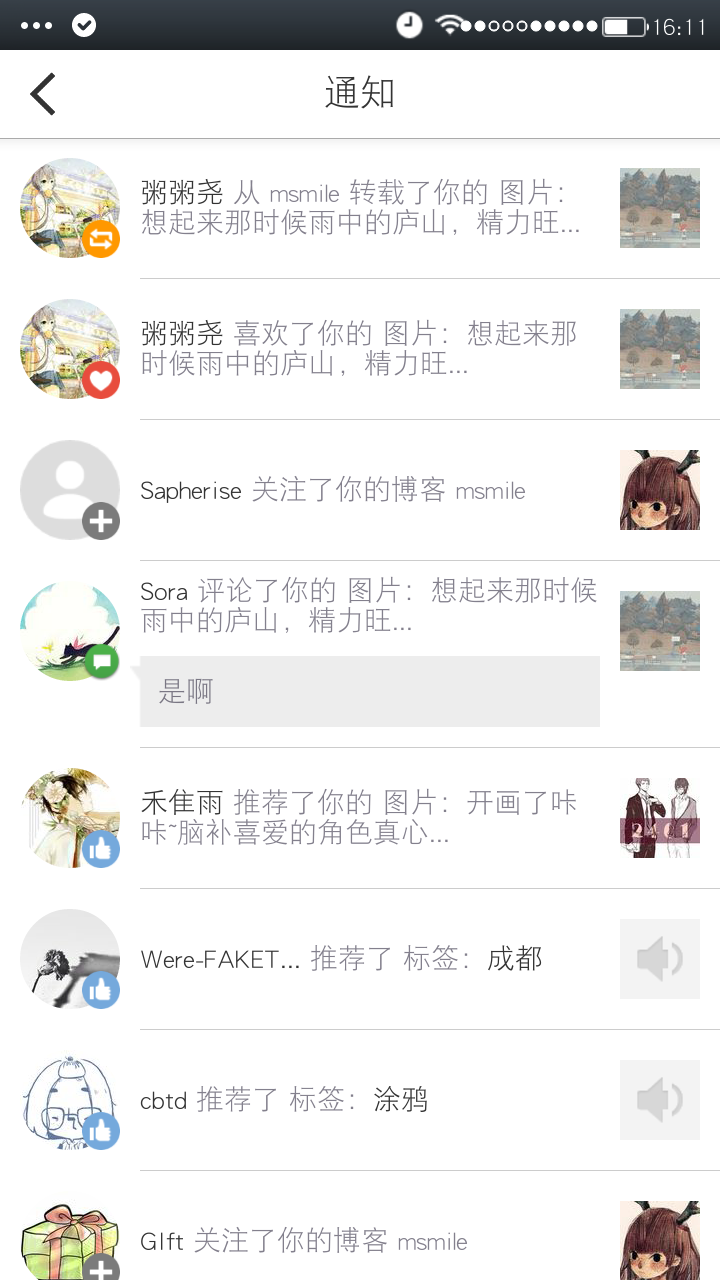 16:11
通知
粥粥尧 从 msmile 转载了你的 图片：
想起来那时候雨中的庐山，精力旺...
粥粥尧 喜欢了你的 图片：想起来那
时候雨中的庐山，精力旺...
Sapherise 关注了你的博客 msmile
Sora 评论了你的 图片：想起来那时候
雨中的庐山，精力旺...
是啊
禾隹雨 推荐了你的 图片：开画了咔
咔~脑补喜爱的角色真心...
Were-FAKET... 推荐了 标签：成都
cbtd 推荐了 标签：涂鸦
GIft 关注了你的博客 msmile